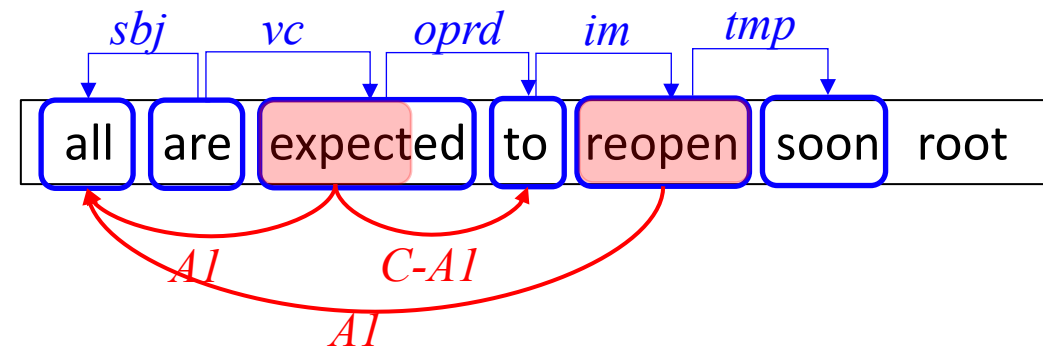 sbj vc oprd im tmp
all are expected to reopen soon root
A1 C-A1
A1